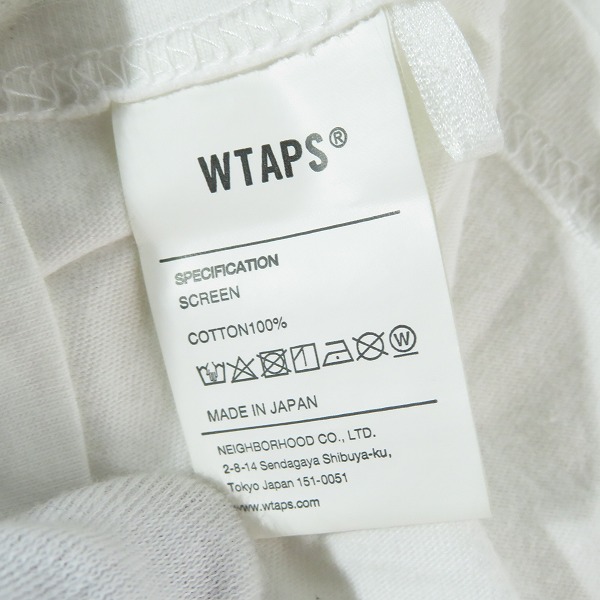 WTAPS®
SPECIFICATION
SCREEN
COTTON100%
W
MADE IN JAPAN
NEIGHBORHOOD CO., LTD.
2-8-14 Sendagaya Shibuya-ku,
Tokyo Japan 151-0051
www.wtaps.com